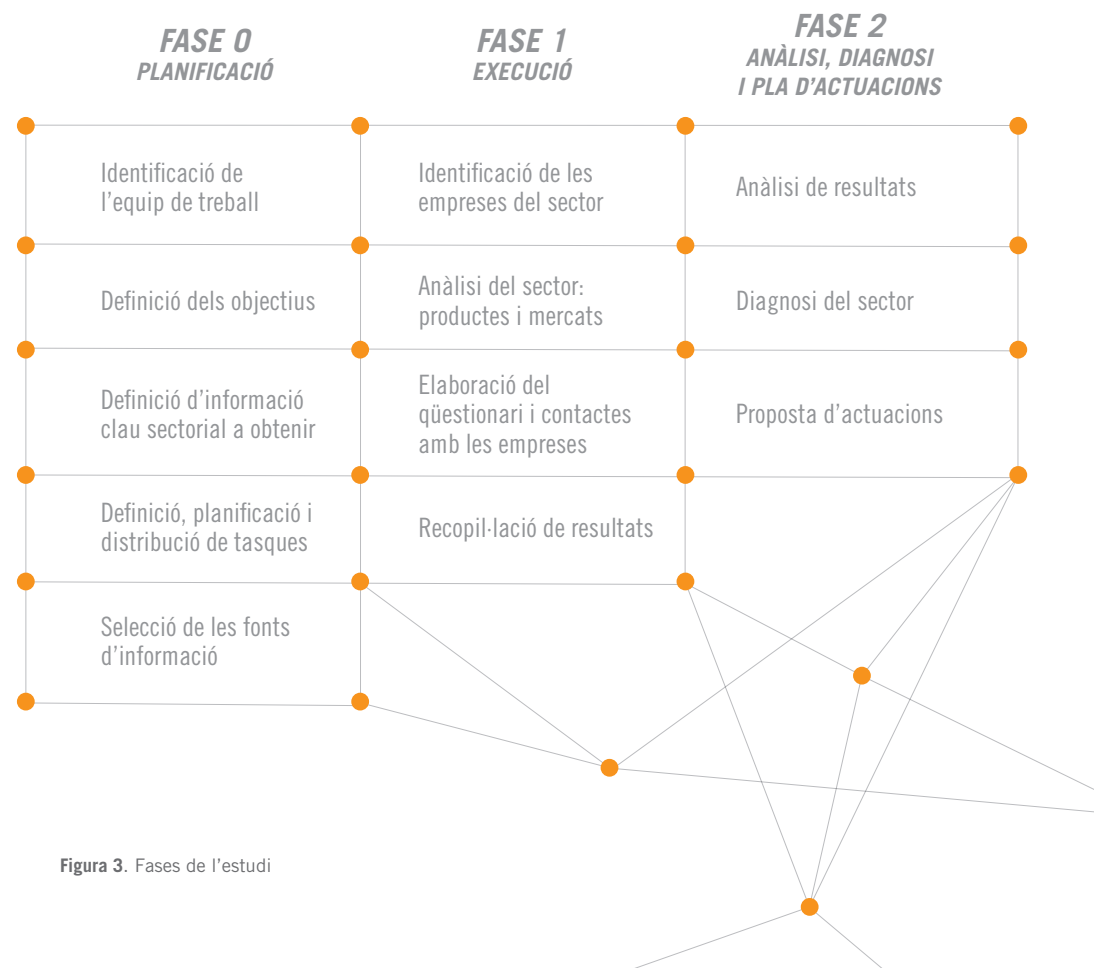 FASE 0
PLANIFICACIÓ
FASE 1
EXECUCIÓ
FASE 2
ANÀLISI, DIAGNOSI
I PLA D'ACTUACIONS
Identificació de
l'equip de treball
Identificació de les
empreses del sector
Anàlisi de resultats
Definició dels objectius
Anàlisi del sector:
productes i mercats
Diagnosi del sector
Definició d'informació
clau sectorial a obtenir
Elaboració del
qüestionari i contactes
amb les empreses
Proposta d'actuacions
Definició, planificació i
distribució de tasques
Recopil·lació de resultats
Selecció de les fonts
d'informació
Figura 3. Fases de l'estudi